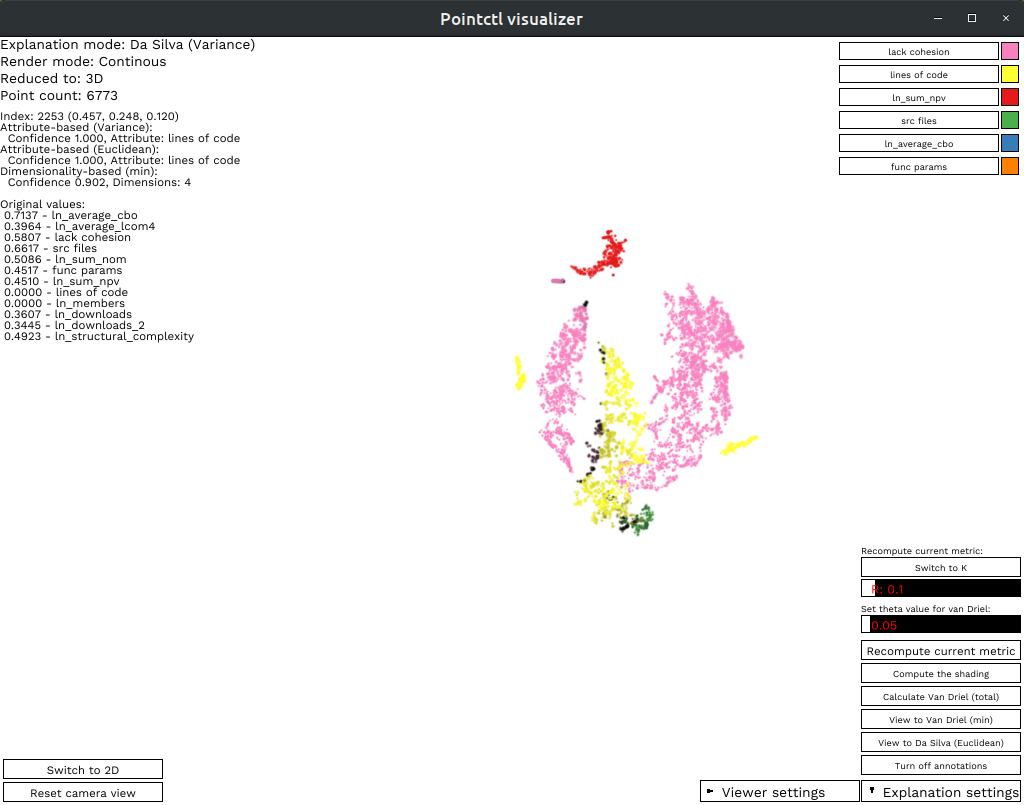 Pointctl visualizer
Explanation mode: Da Silva (Variance)
Render mode: Continous
Reduced to: 3D
Point count: 6773
Index: 2253 (0.457, 0.248, 0.120)
Attribute-based (Variance):
Confidence 1.000, Attribute: lines of code
Attribute-based (Euclidean):
Confidence 1.000, Attribute: lines of code
Dimensionality-based (min):
Confidence 0.902, Dimensions: 4
Original values:
0.7137 - ln_average_cbo
0.3964 - ln_average_lcom4
0.5807 - lack cohesion
0.6617 - src files
0.5086 - ln_sum_nom
0.4517 - func params
0.4510 - ln_sum_npv
0.0000 - lines of code
0.0000 - ln_members
0.3607 - ln_downloads
0.3445 - ln_downloads_2
0.4923 - ln_structural_complexity
lack cohesion
lines of code
ln_sum_npv
src files
ln_average_cbo
func params
Recompute current metric:
Switch to K
R: 0.1
Set theta value for van Driel:
0.05
Recompute current metric
Compute the shading
Calculate Van Driel (total)
View to Van Driel (min)
View to Da Silva (Euclidean)
Turn off annotations
Switch to 2D
Reset camera view
Viewer settings
Explanation settings